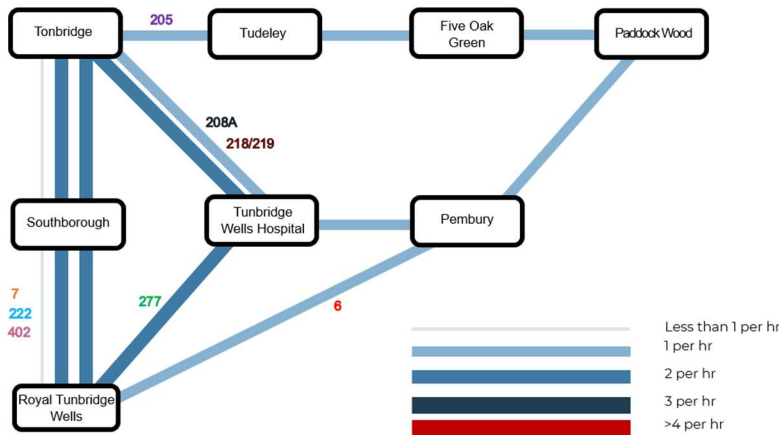 205
Tonbridge
Tudeley
Five Oak
Green
Paddock Wood
208A
218/219
Southborough
Tunbridge
Wells Hospital
Pembury
7
222
402
277
6
Royal Tunbridge
Wells
Less than 1 per hr
1 per hr
2 per hr
3 per hr
>4 per hr